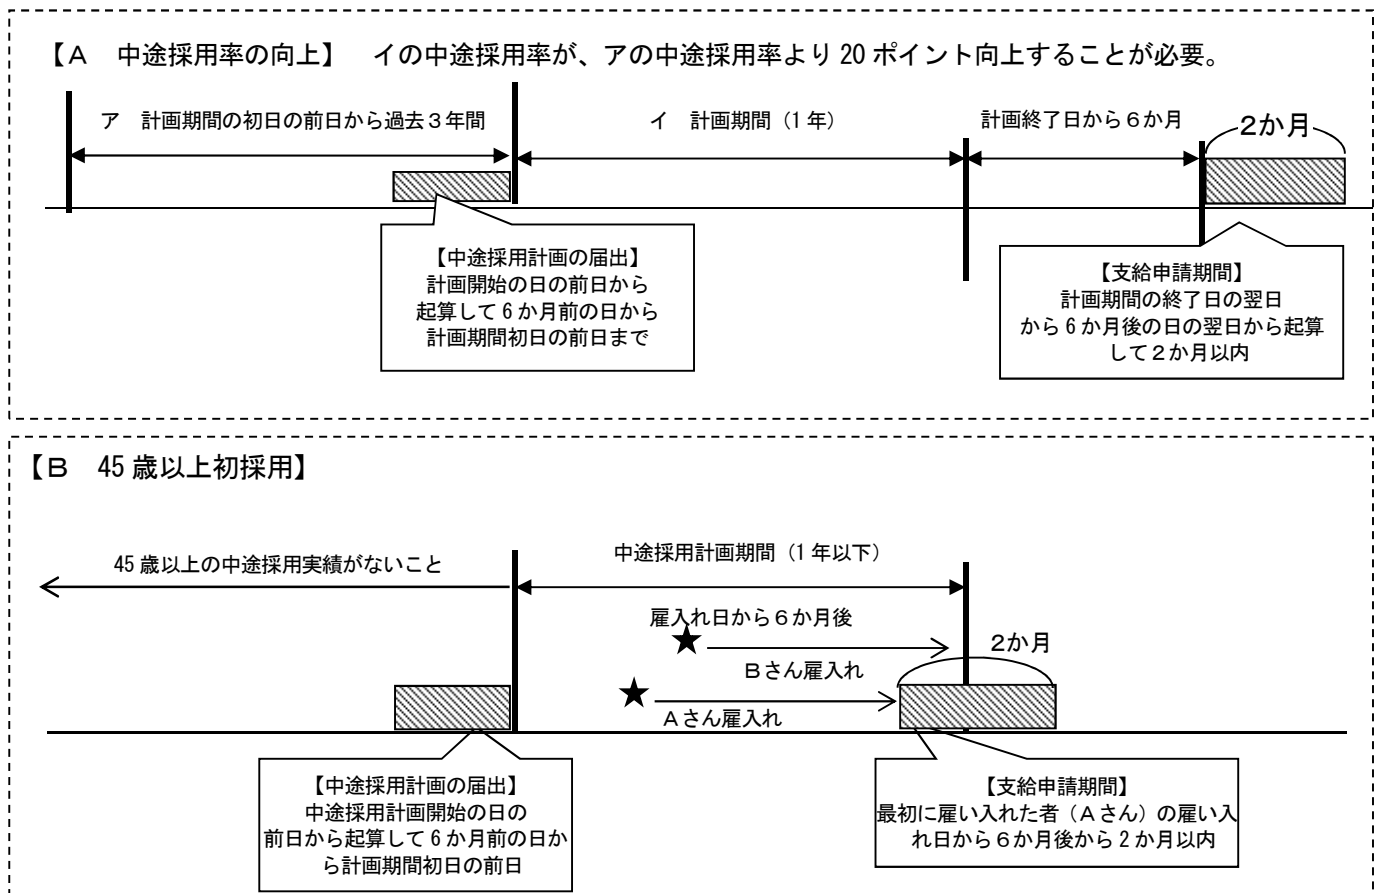 【A 中途採用率の向上】 イの中途採用率が、アの中途採用率より 20 ポイント向上することが必要。
ア 計画期間の初日の前日から過去３年間
イ 計画期間（1 年）
計画終了日から６か月
２か月
【中途採用計画の届出】
計画開始の日の前日から
起算して 6 か月前の日から
計画期間初日の前日まで
【支給申請期間】
計画期間の終了日の翌日
から 6 か月後の日の翌日から起算
して２か月以内
【B 45 歳以上初採用】
45 歳以上の中途採用実績がないこと
中途採用計画期間（1 年以下）
雇入れ日から６か月後
２か月
★
Ｂさん雇入れ
★
Ａさん雇入れ
【中途採用計画の届出】
中途採用計画開始の日の
前日から起算して 6 か月前の日か
ら計画期間初日の前日
【支給申請期間】
最初に雇い入れた者（Ａさん）の雇い入
れ日から６か月後から 2 か月以内